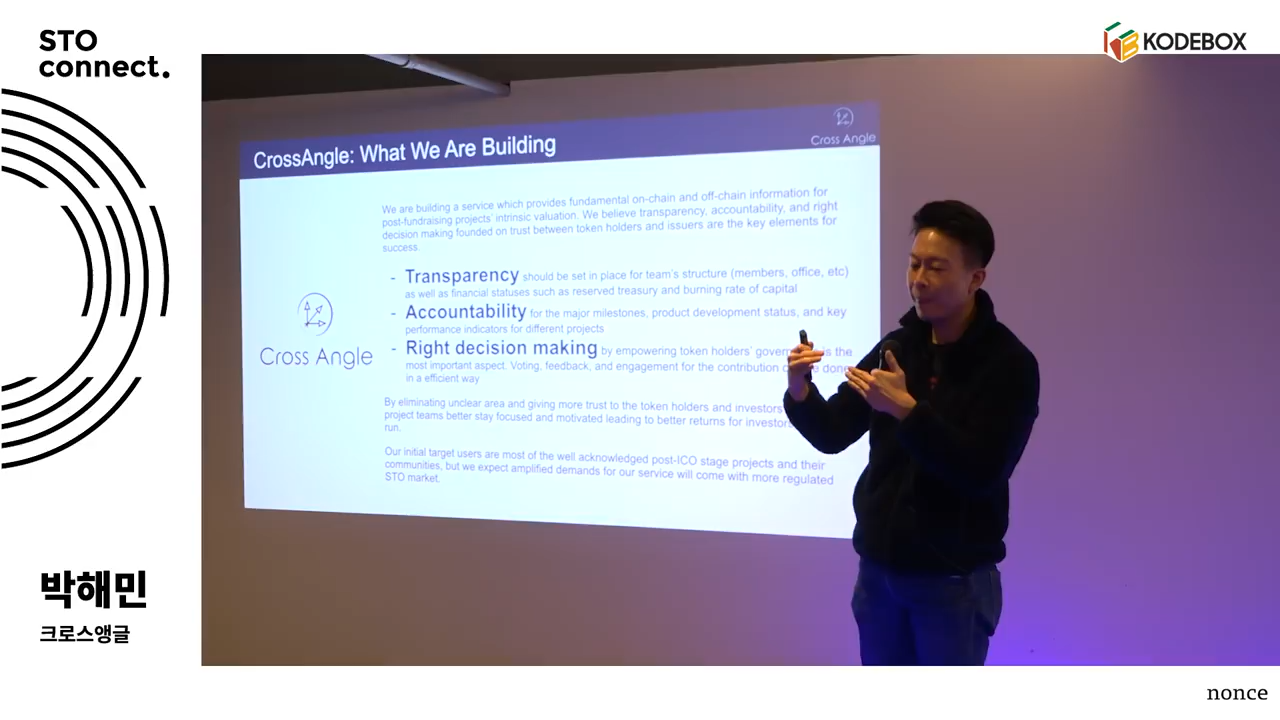 STO
connect.
KODEBOX
CrossAngle: What We Are Building
Cross Angle
We are building a service which provides fundamental on-chain and off-chain information for
post-fundraising projects' intrinsic valuation. We believe transparency, accountability, and right
decision making founded on trust between token holders and issuers are the key elements for
success.
- Transparency should be set in place for team's structure (members, office, etc)
as well as financial statuses such as reserved treasury and burning rate of capital
- Accountability for the major milestones, product development status, and key
performance indicators for different projects
Cross Angle
- Right decision making by empowering token holders' is the
most important aspect. Voting, feedback, and engagement for the contribution done
in a efficient way
By eliminating unclear area and giving more trust to the token holders and investors
project teams better stay focused and motivated leading to better returns for investors
run.
Our initial target users are most of the well acknowledged post-ICO stage projects and their
communities, but we expect amplified demands for our service will come with more regulated
STO market.
박해민
크로스앵글
nonce